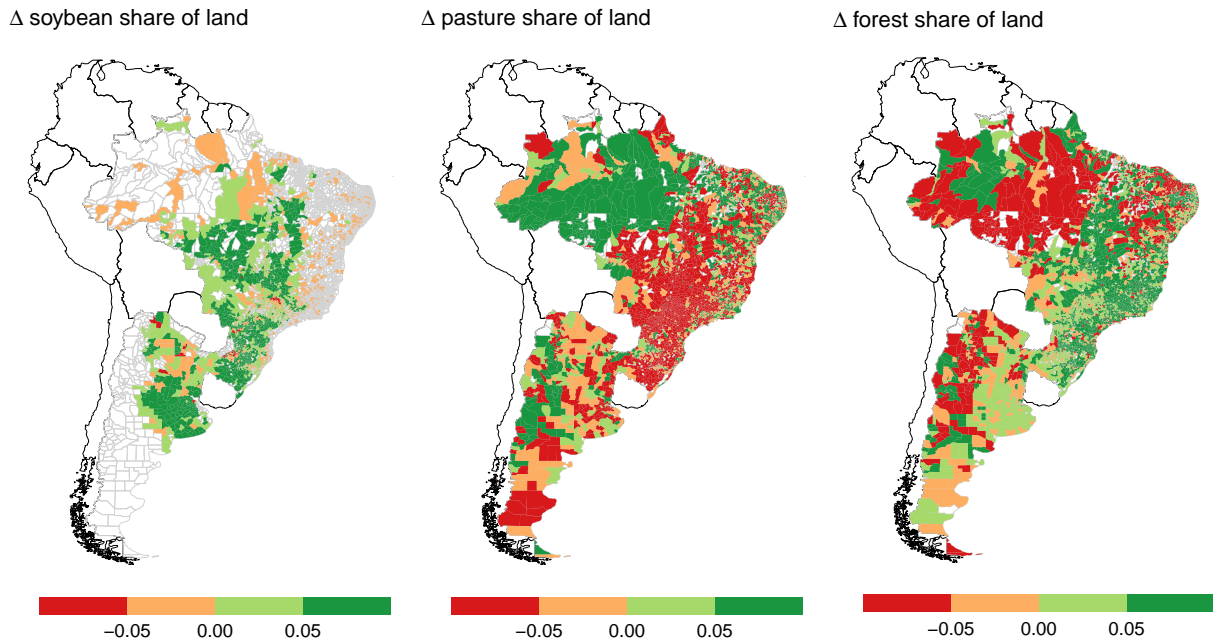 Δ soybean share of land
Δ pasture share of land
Δ forest share of land
−0.05 0.00 0.05
−0.05 0.00 0.05
−0.05 0.00 0.05